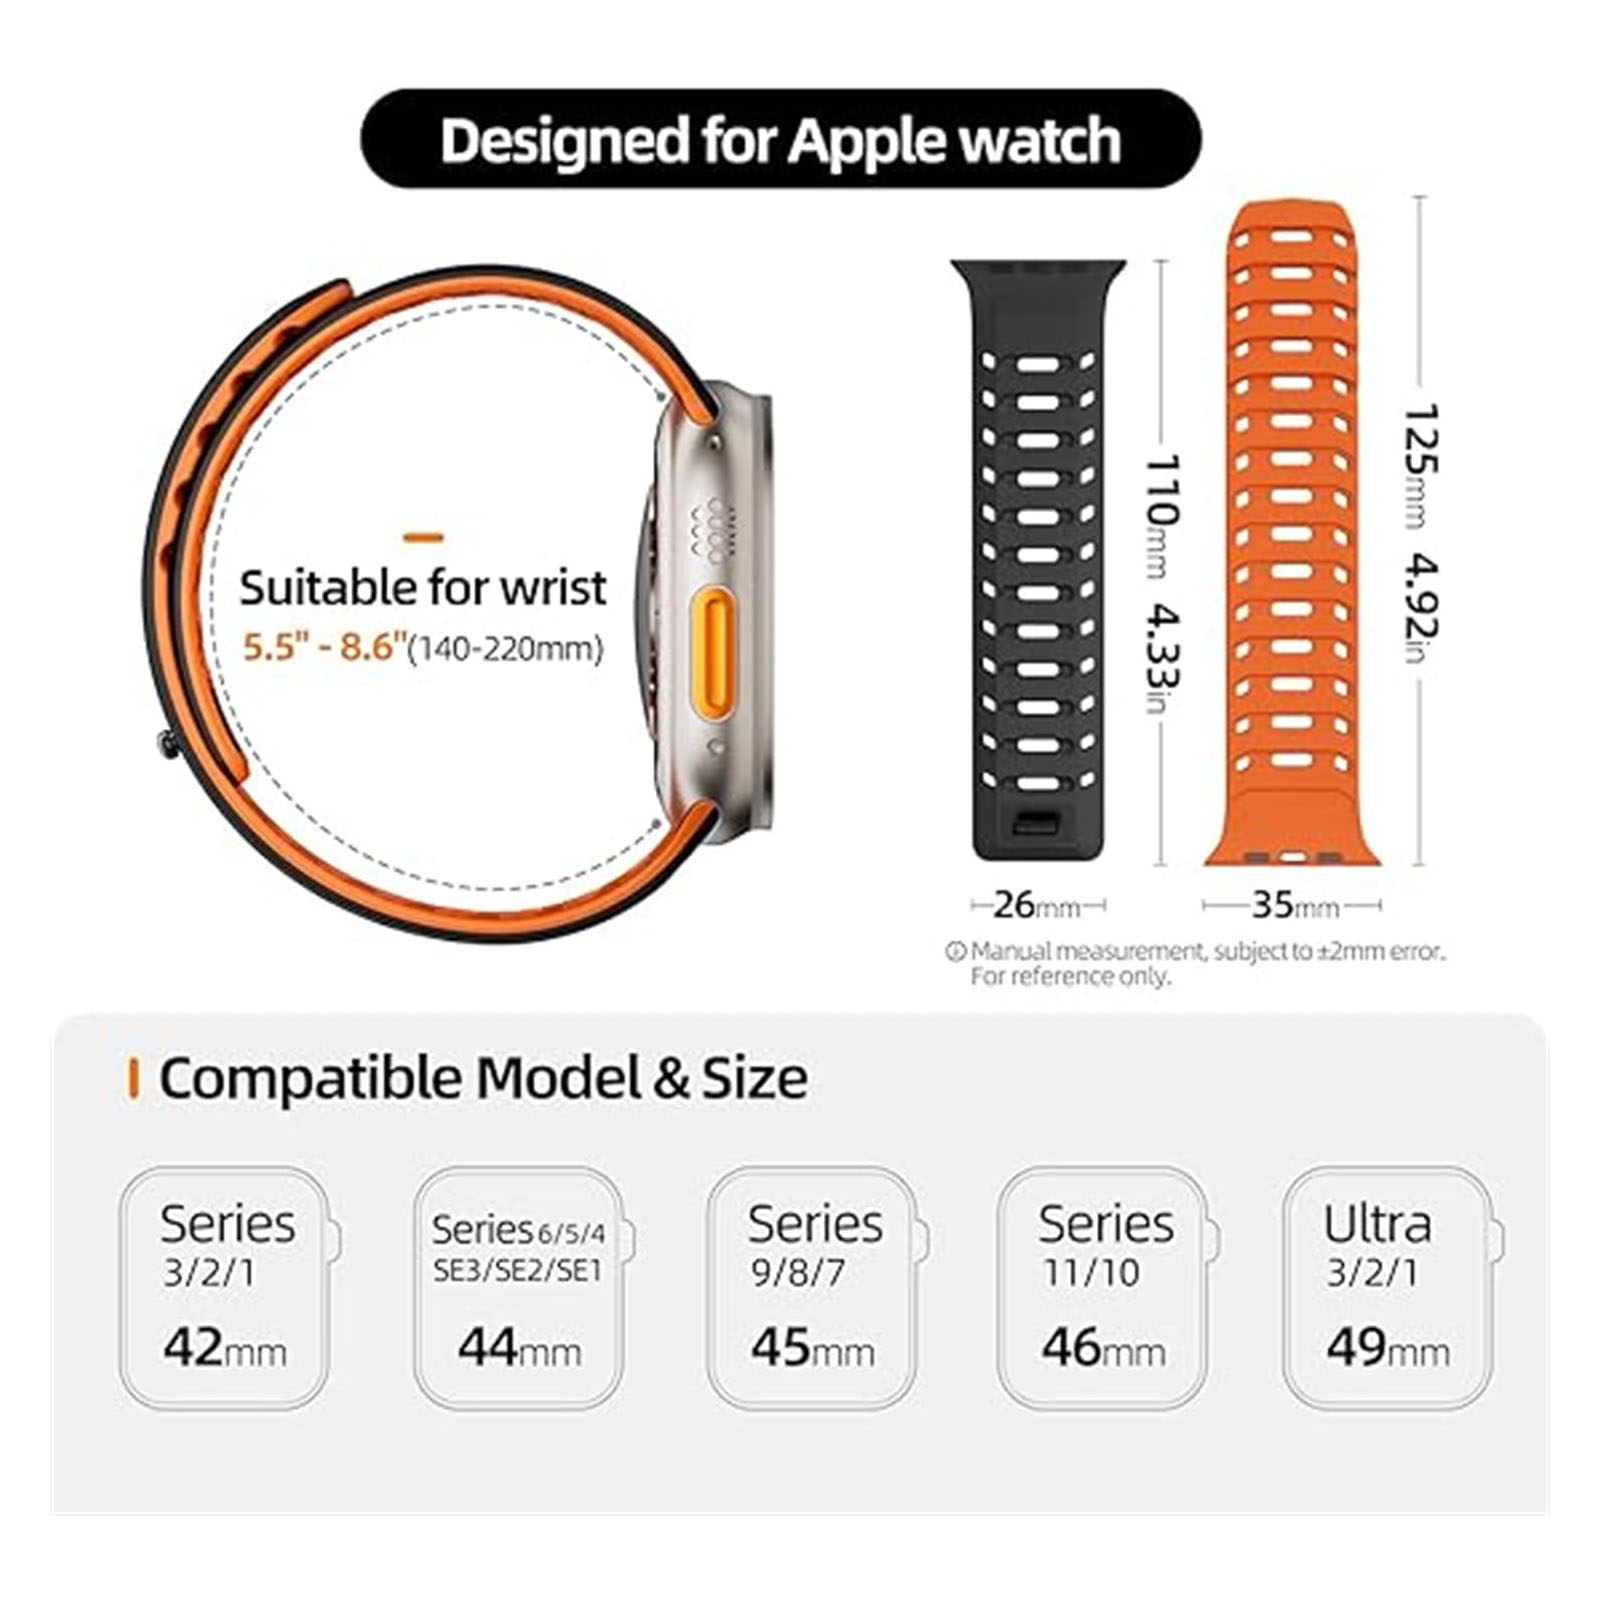 Designed for Apple watch
Suitable for wrist
5.5" - 8.6"(140-220mm)
110mm 4.33in
125mm 4.92in
26mm
35mm
Manual measurement, subject to ±2mm error.
For reference only.
Compatible Model & Size
Series
3/2/1
42mm
Series 6/5/4
SE3/SE2/SE1
44mm
Series
9/8/7
45mm
Series
11/10
46mm
Ultra
3/2/1
49mm